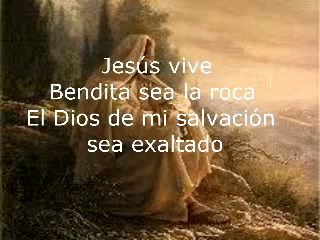 Jesús vive
Bendita sea la roca
El Dios de mi salvación
sea exaltado